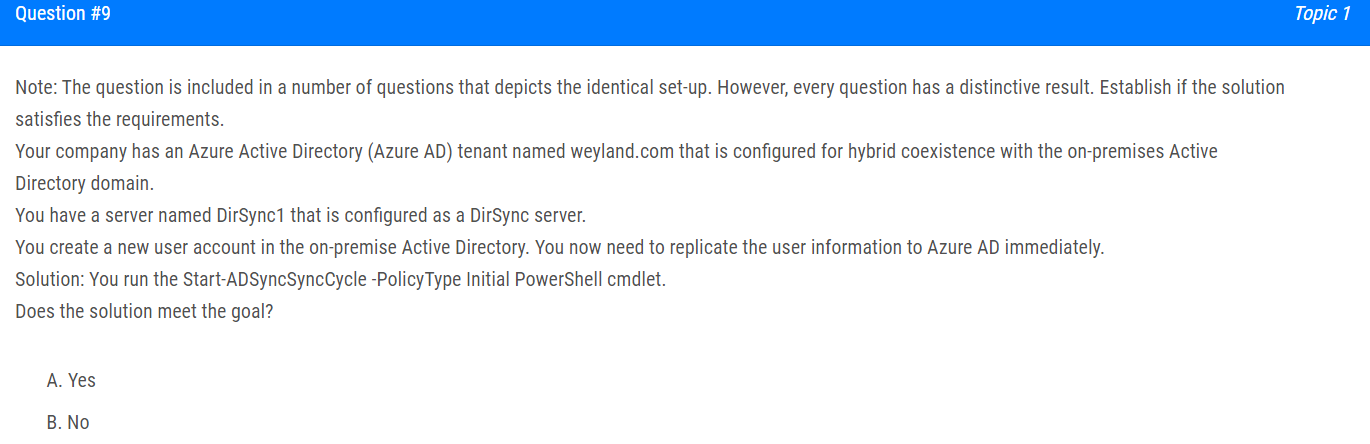 Question #9
Topic 1
Note: The question is included in a number of questions that depicts the identical set-up. However, every question has a distinctive result. Establish if the solution
satisfies the requirements.
Your company has an Azure Active Directory (Azure AD) tenant named weyland.com that is configured for hybrid coexistence with the on-premises Active
Directory domain.
You have a server named DirSync1 that is configured as a DirSync server.
You create a new user account in the on-premise Active Directory. You now need to replicate the user information to Azure AD immediately.
Solution: You run the Start-ADSyncSyncCycle -PolicyType Initial PowerShell cmdlet.
Does the solution meet the goal?
A. Yes
B. No